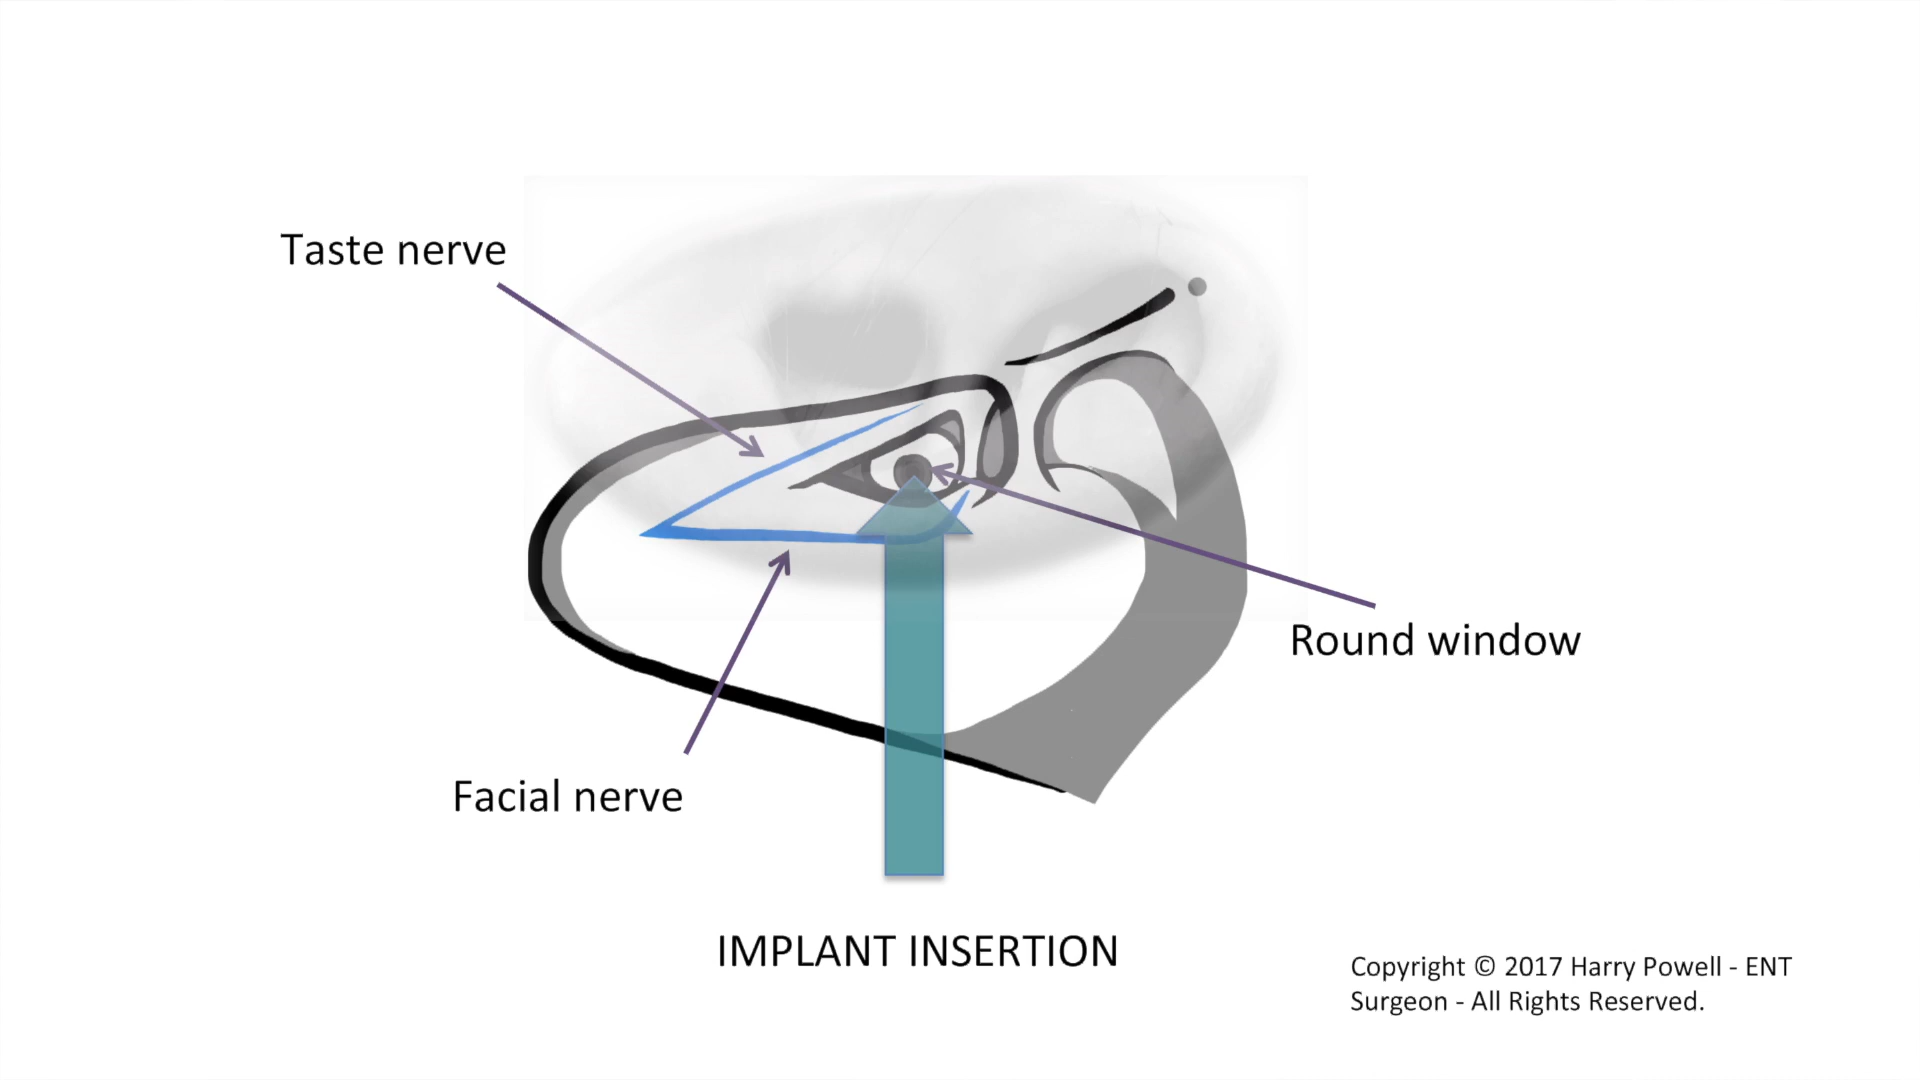 Taste nerve
Round window
Facial nerve
IMPLANT INSERTION
Copyright © 2017 Harry Powell - ENT
Surgeon - All Rights Reserved.